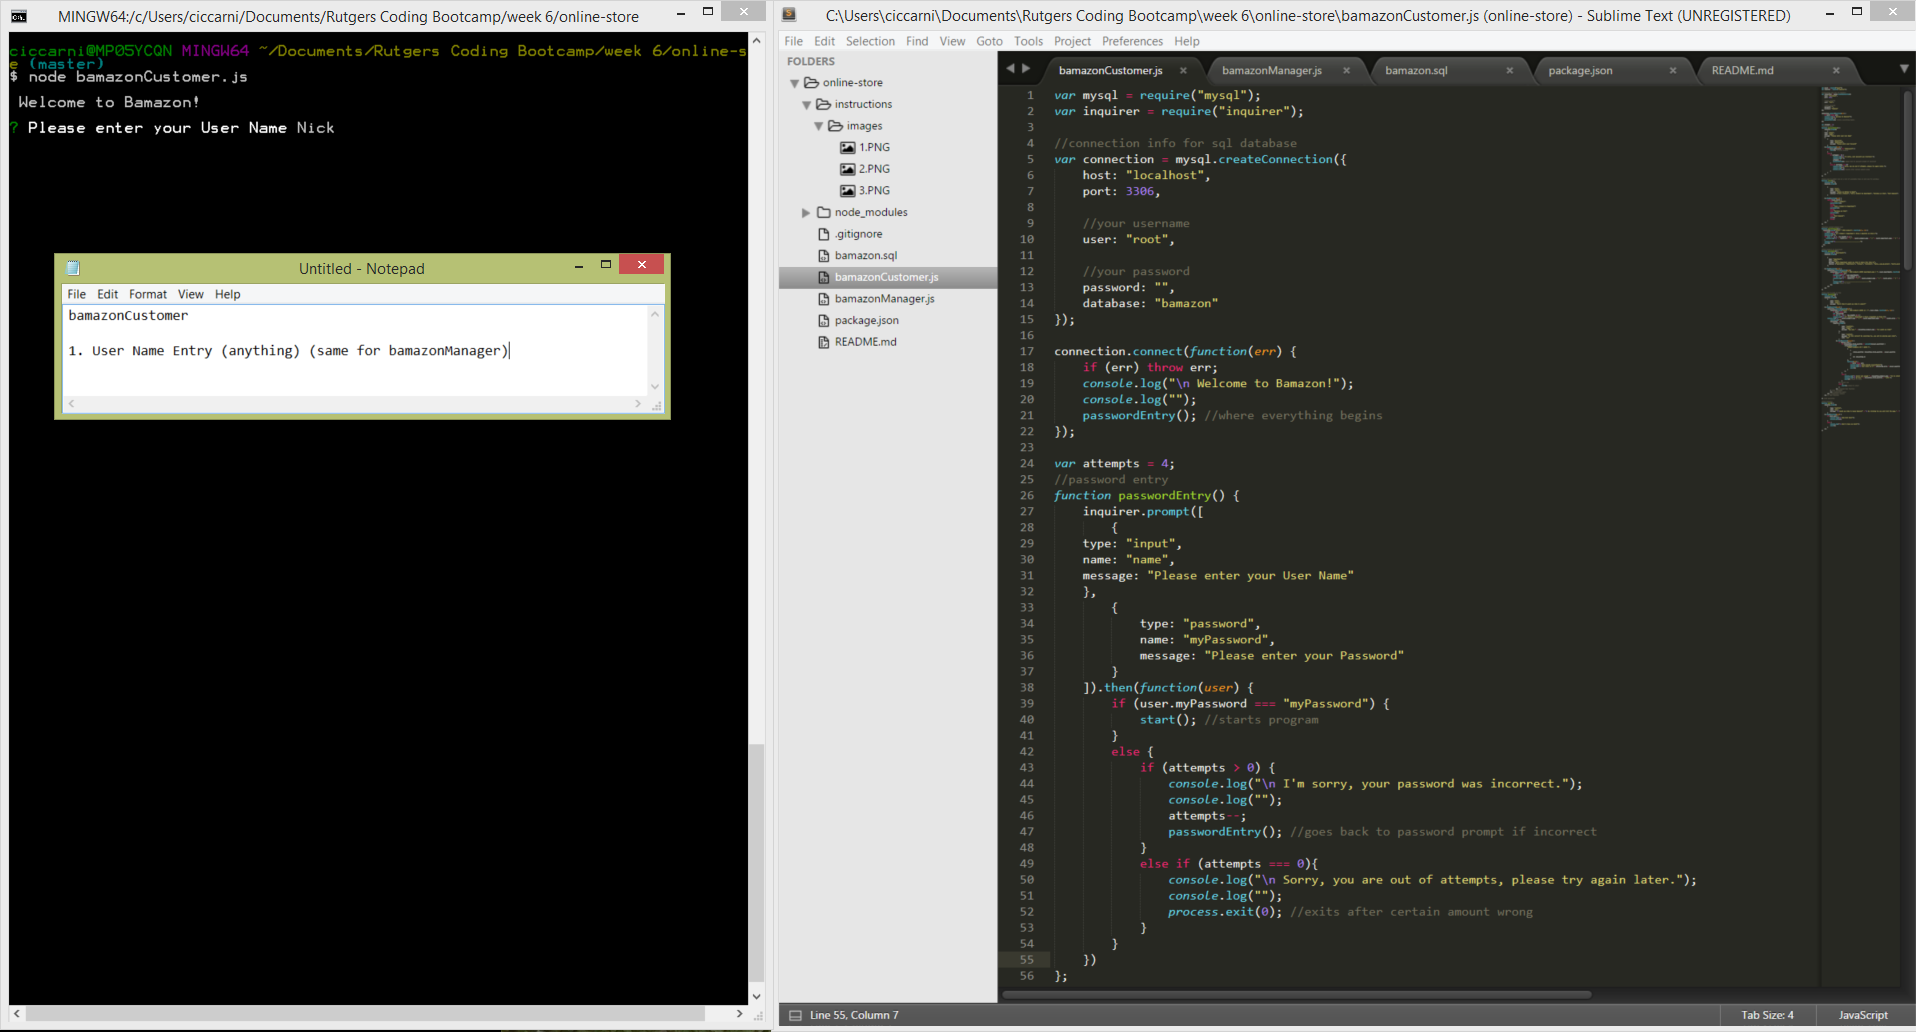 MINGW64:/c/Users/ciccarni/Documents/Rutgers Coding Bootcamp/week 6/online-store
ciccarni@MP05YCQN MINGW64 ~/Documents/Rutgers Coding Bootcamp/week 6/online-s
e (master)
$ node bamazonCustomer.js
Welcome to Bamazon!
? Please enter your User Name Nick
Untitled - Notepad
File Edit Format View Help
bamazonCustomer
1. User Name Entry (anything) (same for bamazonManager)
C:\Users\ciccarni\Documents\Rutgers Coding Bootcamp\week 6\online-store\bamazonCustomer.js (online-store) - Sublime Text (UNREGISTERED)
File Edit Selection Find View Goto Tools Project Preferences Help
FOLDERS
online-store
instructions
images
1.PNG
2.PNG
3.PNG
node_modules
.gitignore
bamazon.sql
bamazonCustomer.js
bamazonManager.js
package.json
README.md
bamazonCustomer.js × bamazonManager.js × bamazon.sql × package.json × README.md ×
1 var mysql = require("mysql");
2 var inquirer = require("inquirer");
3
4 //connection info for sql database
5 var connection = mysql.createConnection({
6 host: "localhost",
7 port: 3306,
8
9 //your username
10 user: "root",
11
12 //your password
13 password: "",
14 database: "bamazon"
15 });
16
17 connection.connect(function(err) {
18 if (err) throw err;
19 console.log("\n Welcome to Bamazon!");
20 console.log("");
21 passwordEntry(); //where everything begins
22 });
23
24 var attempts = 4;
25 //password entry
26 function passwordEntry() {
27 inquirer.prompt([
28 {
29 type: "input",
30 name: "name",
31 message: "Please enter your User Name"
32 },
33 {
34 type: "password",
35 name: "myPassword",
36 message: "Please enter your Password"
37 }
38 ]).then(function(user) {
39 if (user.myPassword === "myPassword") {
40 start(); //starts program
41 }
42 else {
43 if (attempts > 0) {
44 console.log("\n I'm sorry, your password was incorrect.");
45 console.log("");
46 attempts--;
47 passwordEntry(); //goes back to password prompt if incorrect
48 }
49 else if (attempts === 0){
50 console.log("\n Sorry, you are out of attempts, please try again later.");
51 console.log("");
52 process.exit(0); //exits after certain amount wrong
53 }
54 }
55 })
56 };
Line 55, Column 7 Tab Size: 4 JavaScript